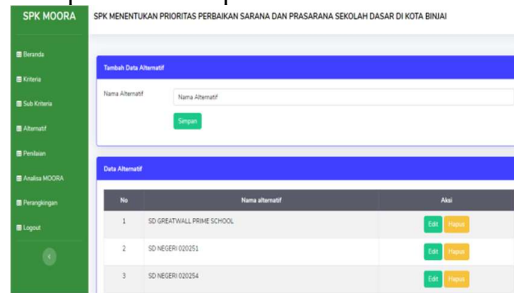 SPK MOORA
SPK MENENTUKAN PRIORITAS PERBAIKAN SARANA DAN PRASARANA SEKOLAH DASAR DI KOTA BINJAI
Beranda
Kriteria
Sub Kriteria
Alternatif
Penilaian
Analisa MOORA
Perangkingan
Logout
Tambah Data Alternatif
Nama Alternatif
Nama Alternatif
Simpan
Data Alternatif
No Nama alternatif Aksi
1 SD GREATWALL PRIME SCHOOL Edit Hapus
2 SD NEGERI 020251 Edit Hapus
3 SD NEGERI 020254 Edit Hapus